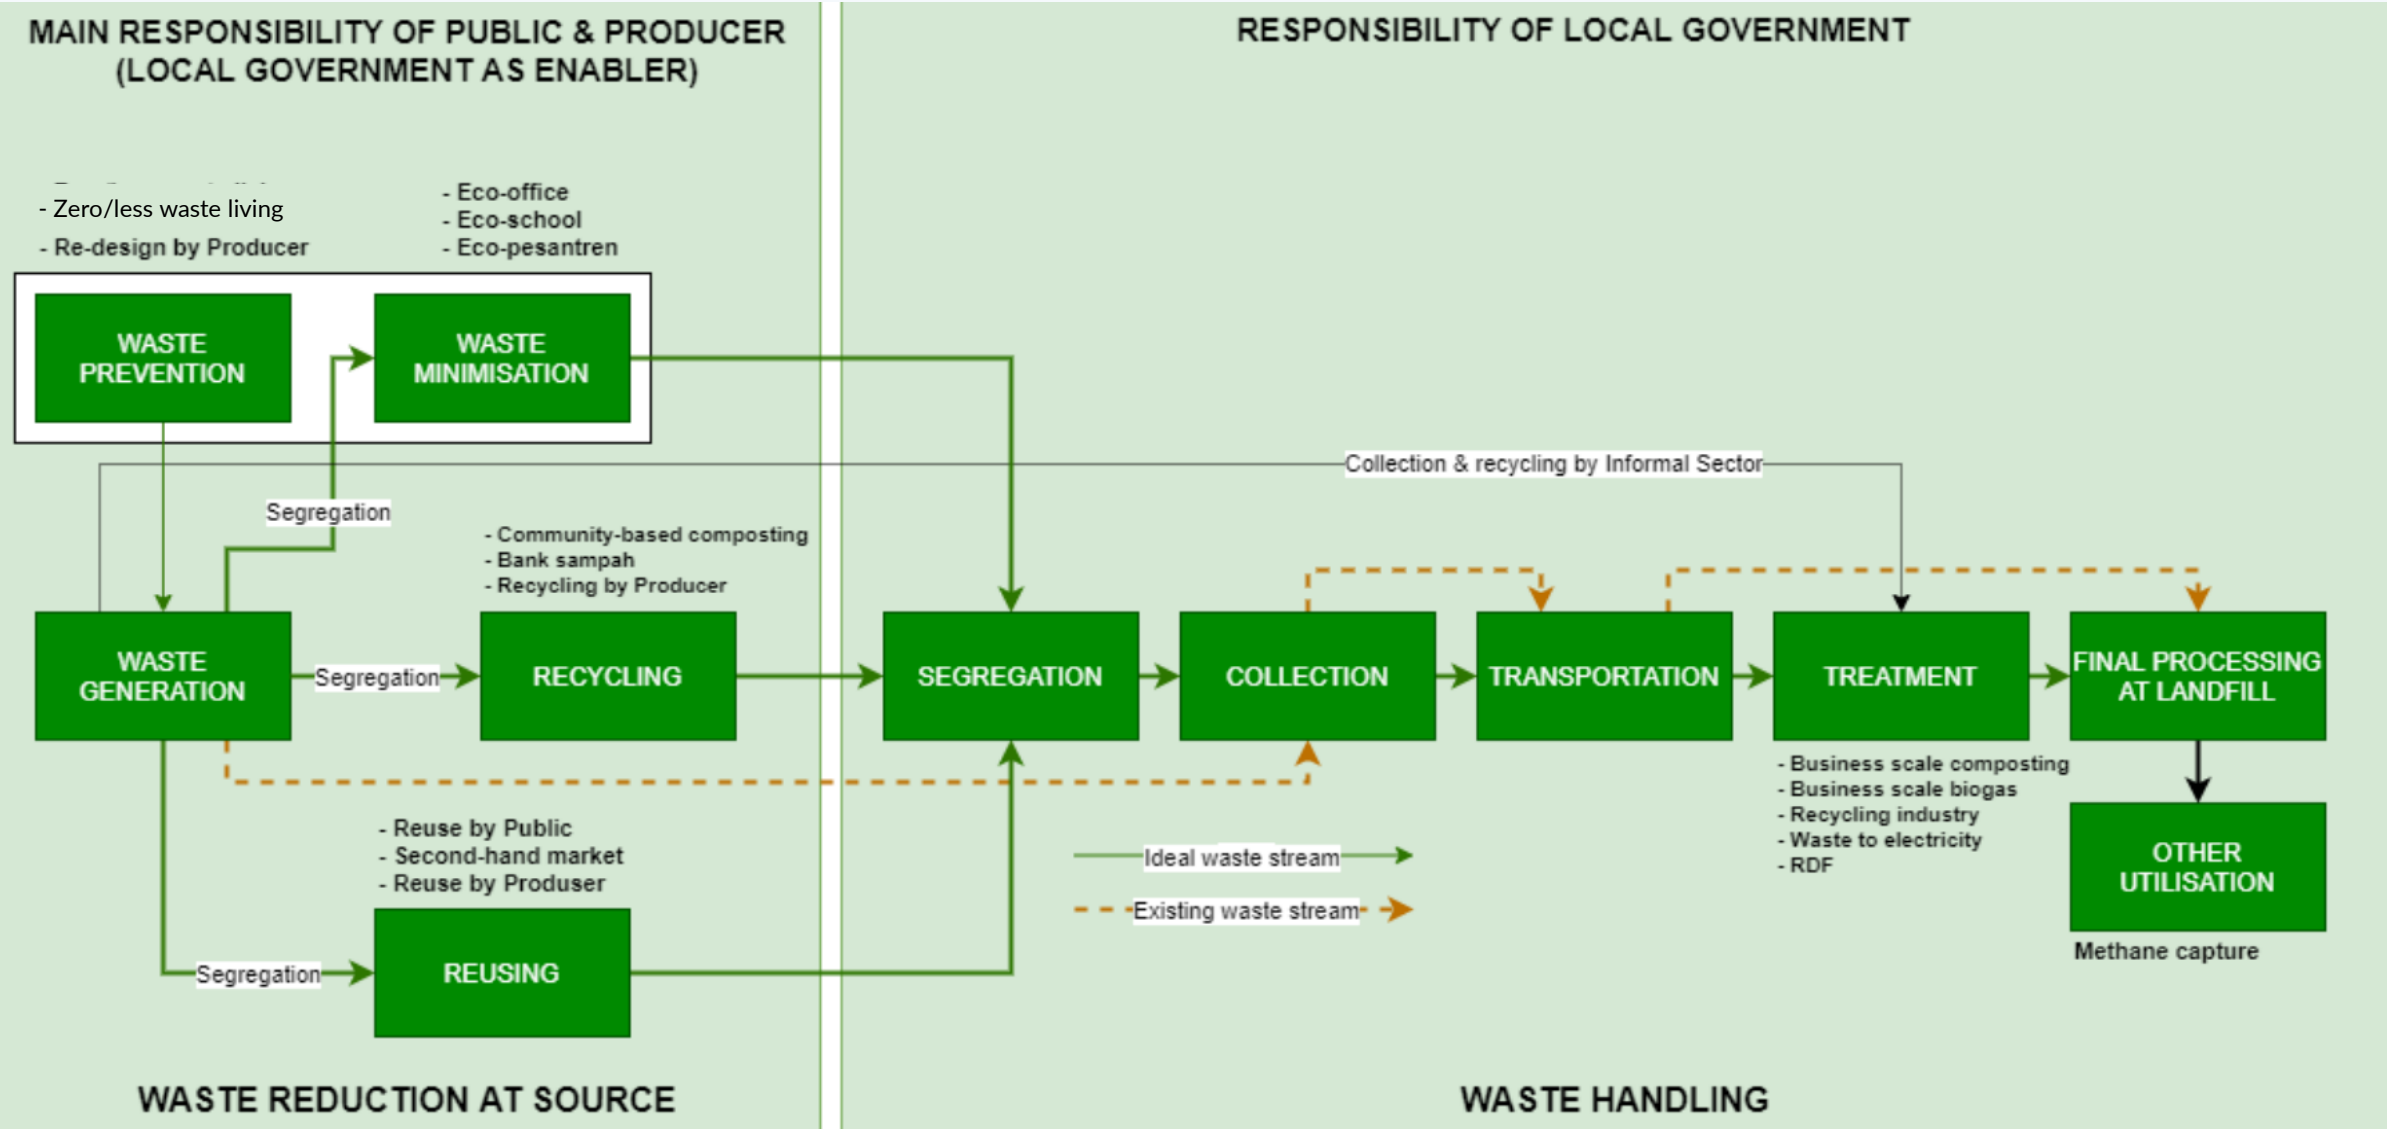 MAIN RESPONSIBILITY OF PUBLIC & PRODUCER
(LOCAL GOVERNMENT AS ENABLER)
RESPONSIBILITY OF LOCAL GOVERNMENT
- Zero/less waste living
- Re-design by Producer
- Eco-office
- Eco-school
- Eco-pesantren
WASTE
PREVENTION
WASTE
MINIMISATION
Collection & recycling by Informal Sector
Segregation
- Community-based composting
- Bank sampah
- Recycling by Producer
WASTE
GENERATION
Segregation
RECYCLING
SEGREGATION
COLLECTION
TRANSPORTATION
TREATMENT
FINAL PROCESSING
AT LANDFILL
- Business scale composting
- Business scale biogas
- Recycling industry
- Waste to electricity
- RDF
- Reuse by Public
- Second-hand market
- Reuse by Produser
Ideal waste stream
Existing waste stream
OTHER
UTILISATION
Methane capture
Segregation
REUSING
WASTE REDUCTION AT SOURCE
WASTE HANDLING